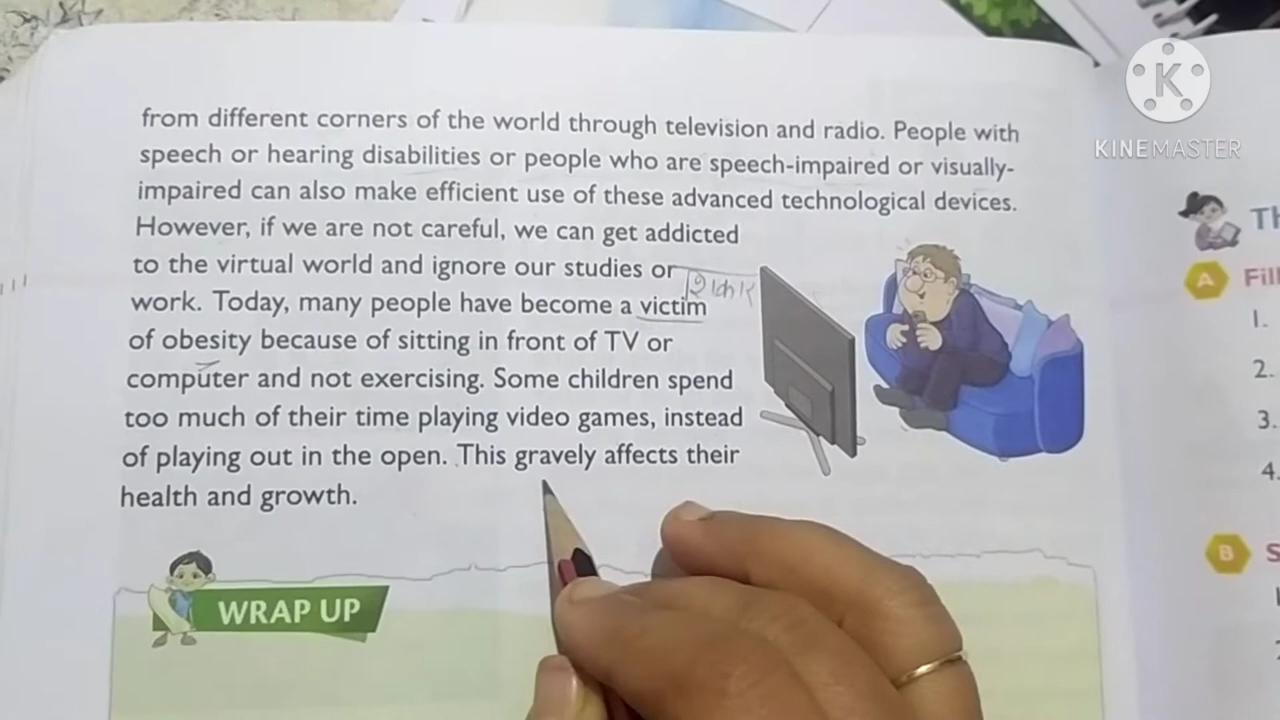 from different corners of the world through television and radio. People with
speech or hearing disabilities or people who are speech-impaired or visually-
impaired can also make efficient use of these advanced technological devices.
However, if we are not careful, we can get addicted
to the virtual world and ignore our studies or
work. Today, many people have become a victim
of obesity because of sitting in front of TV or
computer and not exercising. Some children spend
too much of their time playing video games, instead
of playing out in the open. This gravely affects their
health and growth.
WRAP UP
K
KINEMASTER
A
1.
2.
3.
4.
B